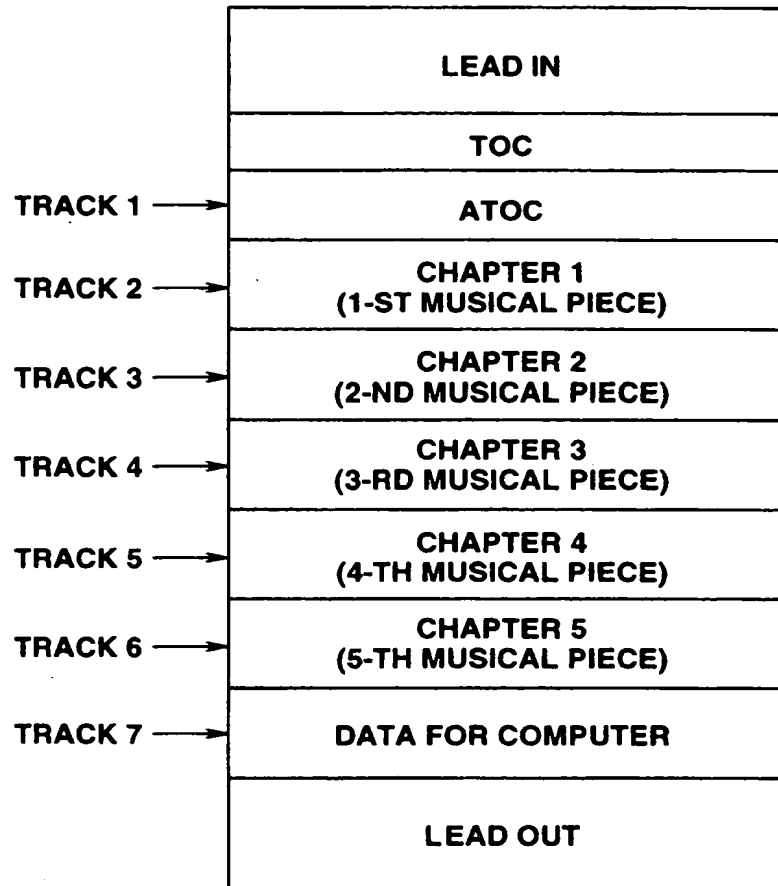 LEAD IN
TOC
TRACK 1 ATOC
TRACK 2 CHAPTER 1
(1-ST MUSICAL PIECE)
TRACK 3 CHAPTER 2
(2-ND MUSICAL PIECE)
TRACK 4 CHAPTER 3
(3-RD MUSICAL PIECE)
TRACK 5 CHAPTER 4
(4-TH MUSICAL PIECE)
TRACK 6 CHAPTER 5
(5-TH MUSICAL PIECE)
TRACK 7 DATA FOR COMPUTER
LEAD OUT